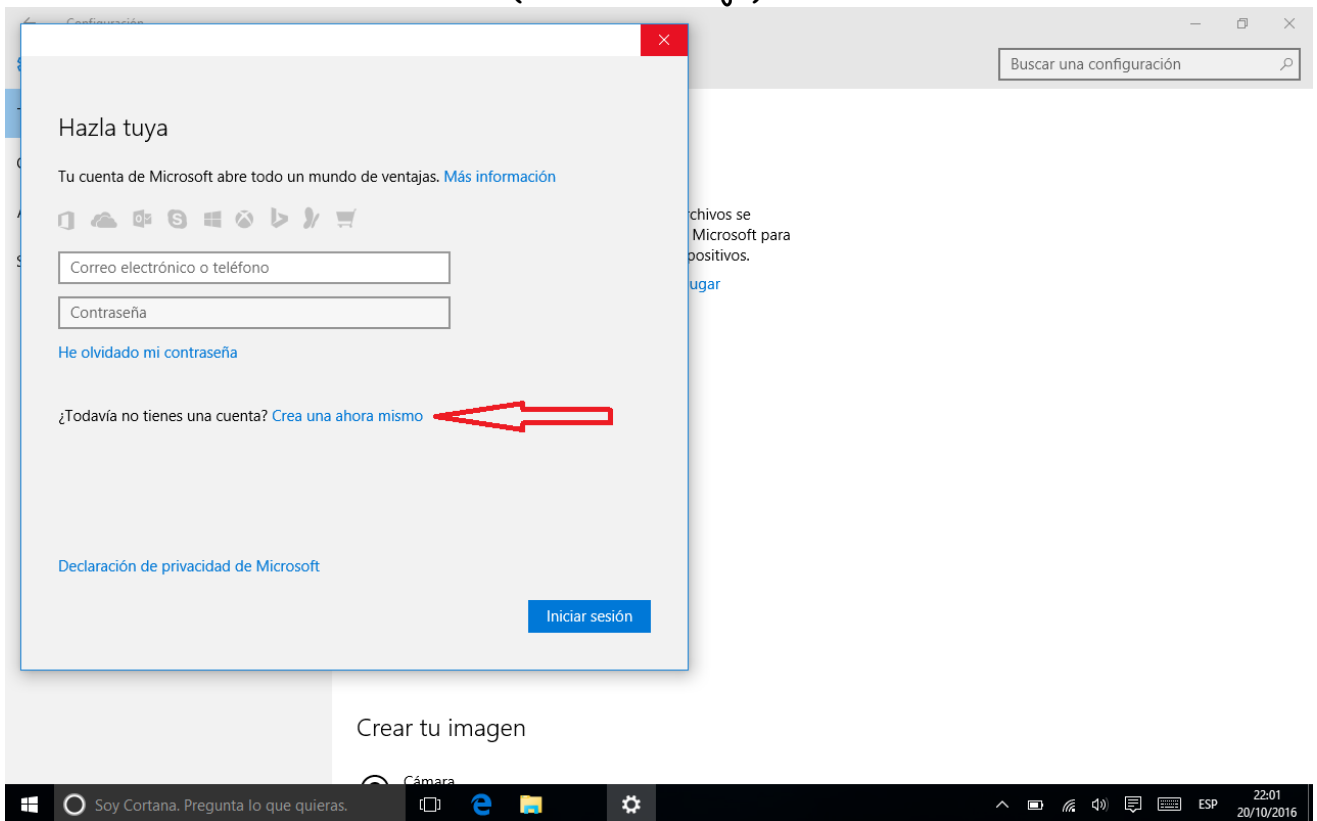 Configuración
Buscar una configuración
Hazla tuya
Tu cuenta de Microsoft abre todo un mundo de ventajas. Más información
chivos se
Microsoft para
positivos.
ugar
Correo electrónico o teléfono
Contraseña
He olvidado mi contraseña
¿Todavía no tienes una cuenta? Crea una ahora mismo
Declaración de privacidad de Microsoft
Iniciar sesión
Crear tu imagen
Cámara
Soy Cortana. Pregunta lo que quieras.
ESP
22:01
20/10/2016